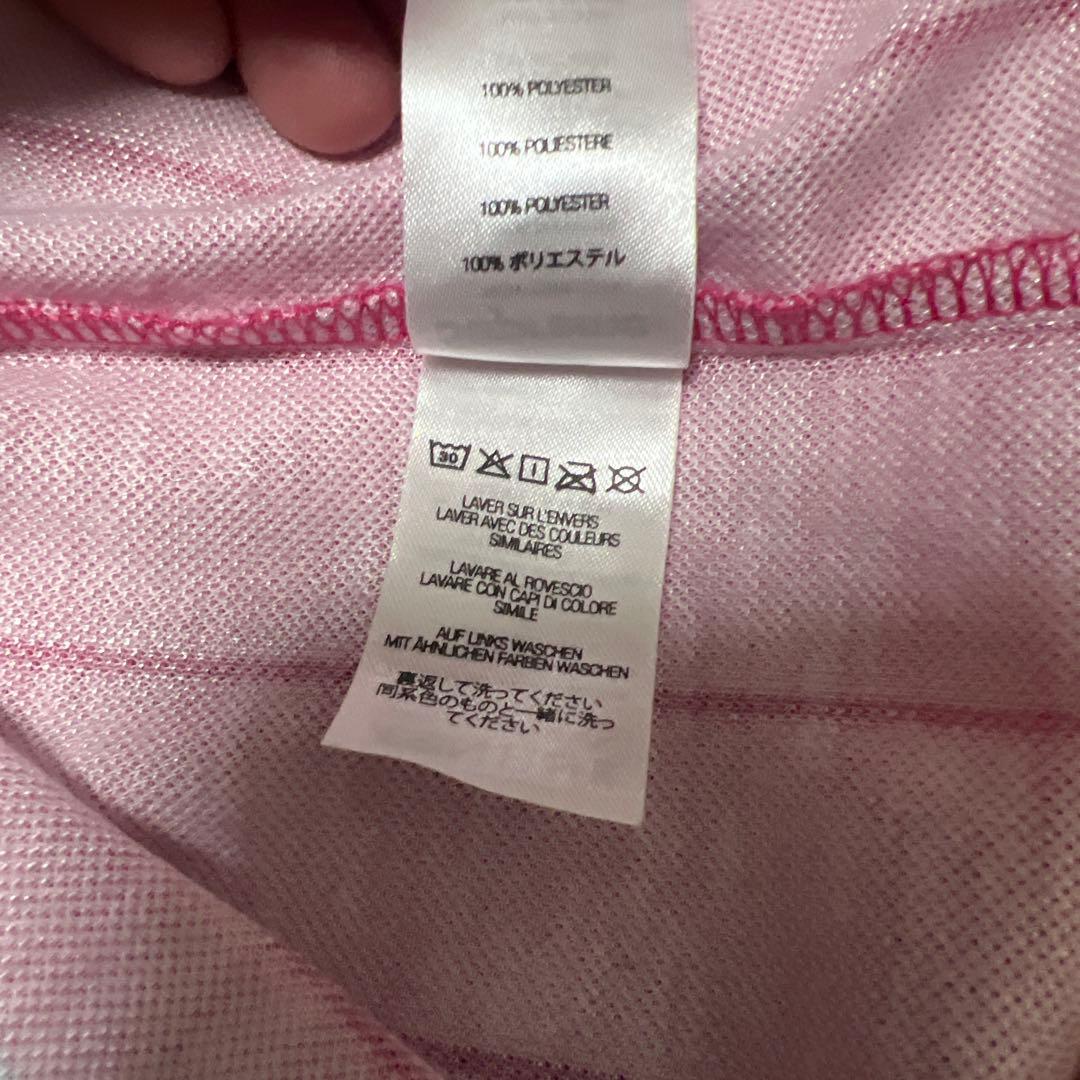 100% POLYESTER
100% POLIESTERE
100% POLYESTER
100% ポリエステル
30
LAVER SUR L'ENVERS
LAVER AVEC DES COULEURS
SIMILAIRES
LAVARE AL ROVESCIO
LAVARE CON CAPI DI COLORE
SIMILE
AUF LINKS WASCHEN
MIT ÄHNLICHEN FARBEN WASCHEN
裏返して洗ってください
同系色のものと一緒に洗っ
てください